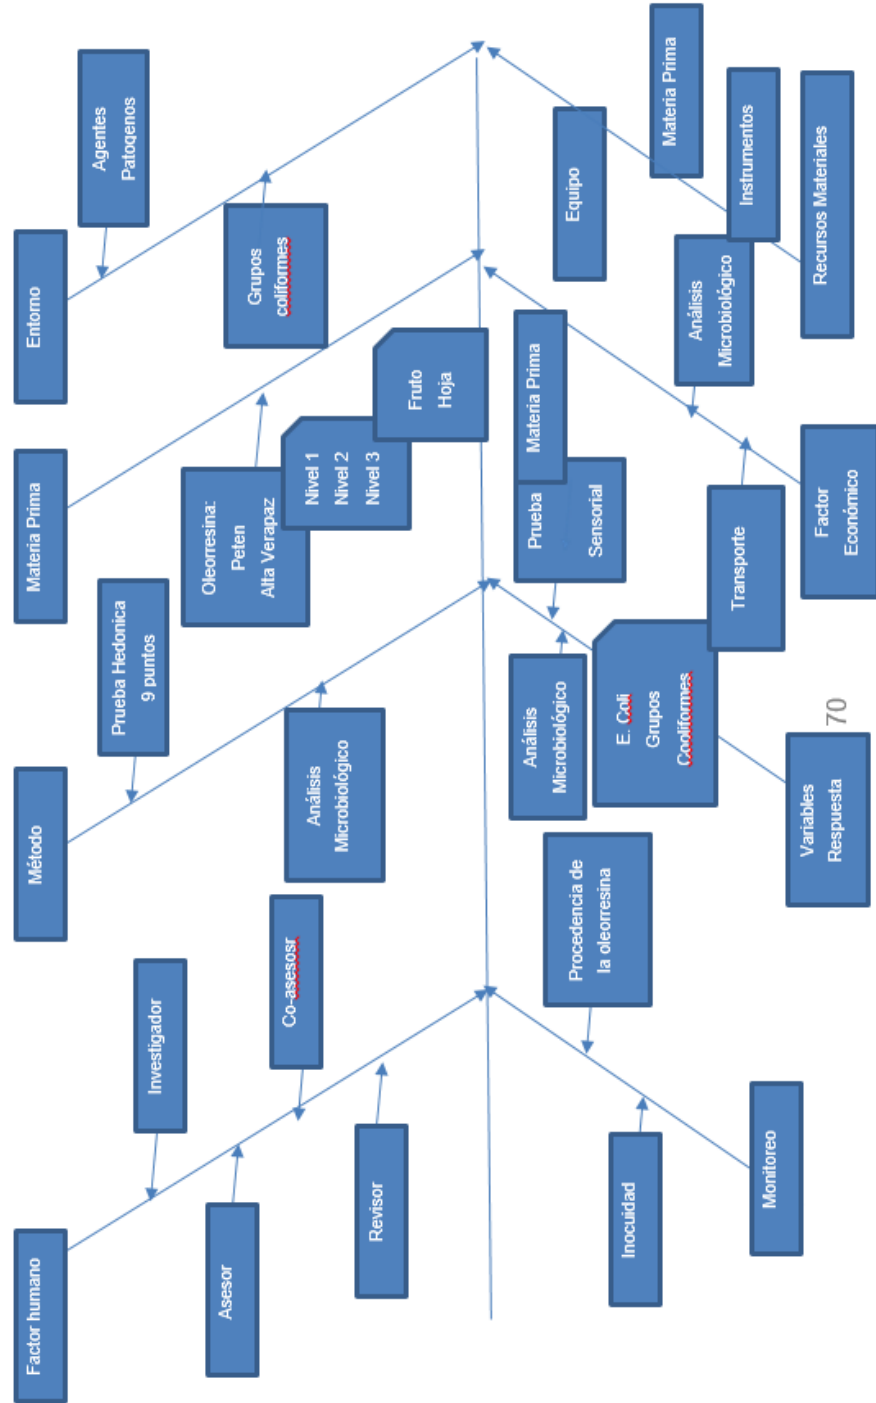 Factor humano
Método
Materia Prima
Entorno
Investigador
Prueba Hedonica
9 puntos
Agentes
Patogenos
Asesor
Co-asesosr
Revisor
Análisis
Microbiológico
Oleorresina:
Peten
Alta Verapaz
Nivel 1
Nivel 2
Nivel 3
Fruto
Hoja
Grupos
coliformes
Procedencia de
la oleorresina
Inocuidad
Monitoreo
Análisis
Microbiológico
Prueba
Sensorial
E. Coli
Grupos
Cooliformes
Variables
Respuesta
Materia Prima
Transporte
Análisis
Microbiológico
Factor
Económico
Equipo
Materia Prima
Instrumentos
Recursos Materiales
70